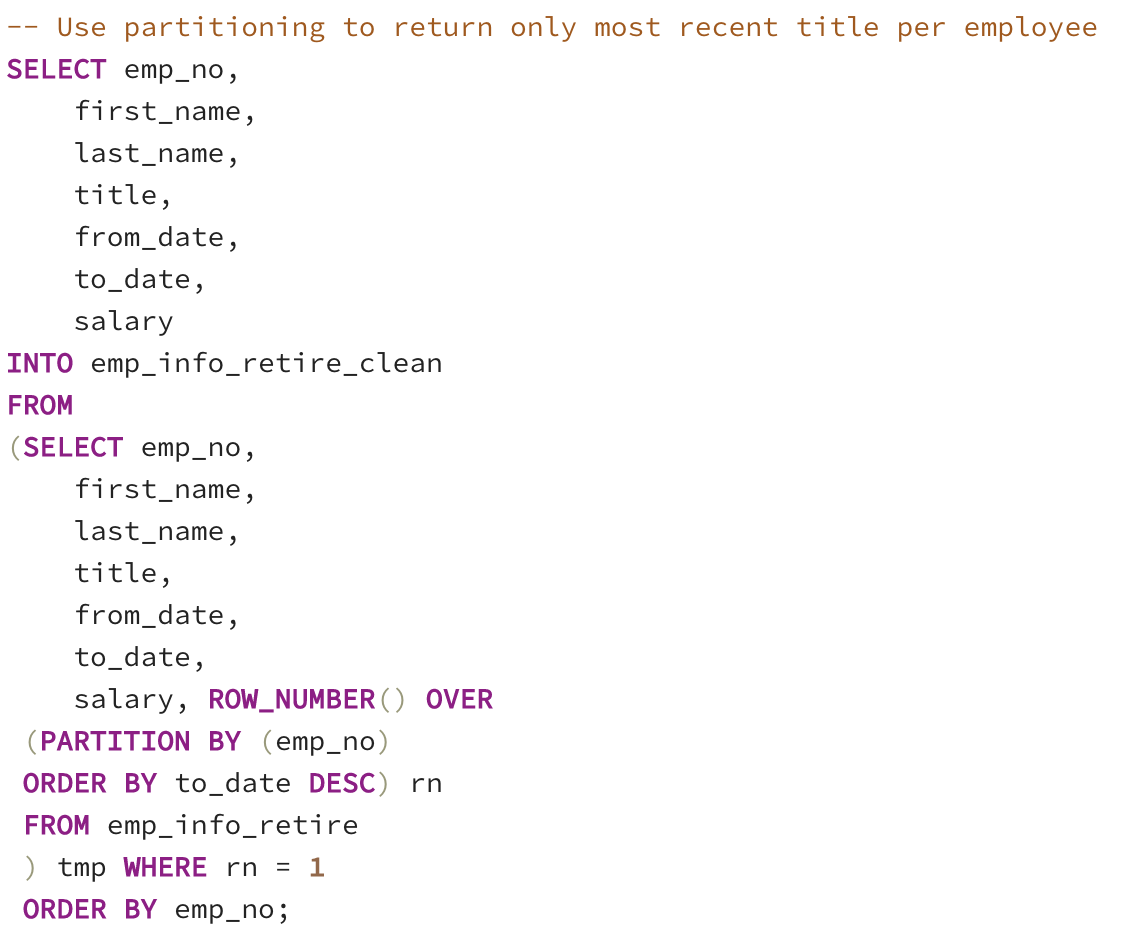 -- Use partitioning to return only most recent title per employee
SELECT emp_no,
    first_name,
    last_name,
    title,
    from_date,
    to_date,
    salary
INTO emp_info_retire_clean
FROM
(SELECT emp_no,
    first_name,
    last_name,
    title,
    from_date,
    to_date,
    salary, ROW_NUMBER() OVER
 (PARTITION BY (emp_no)
 ORDER BY to_date DESC) rn
 FROM emp_info_retire
 ) tmp WHERE rn = 1
 ORDER BY emp_no;